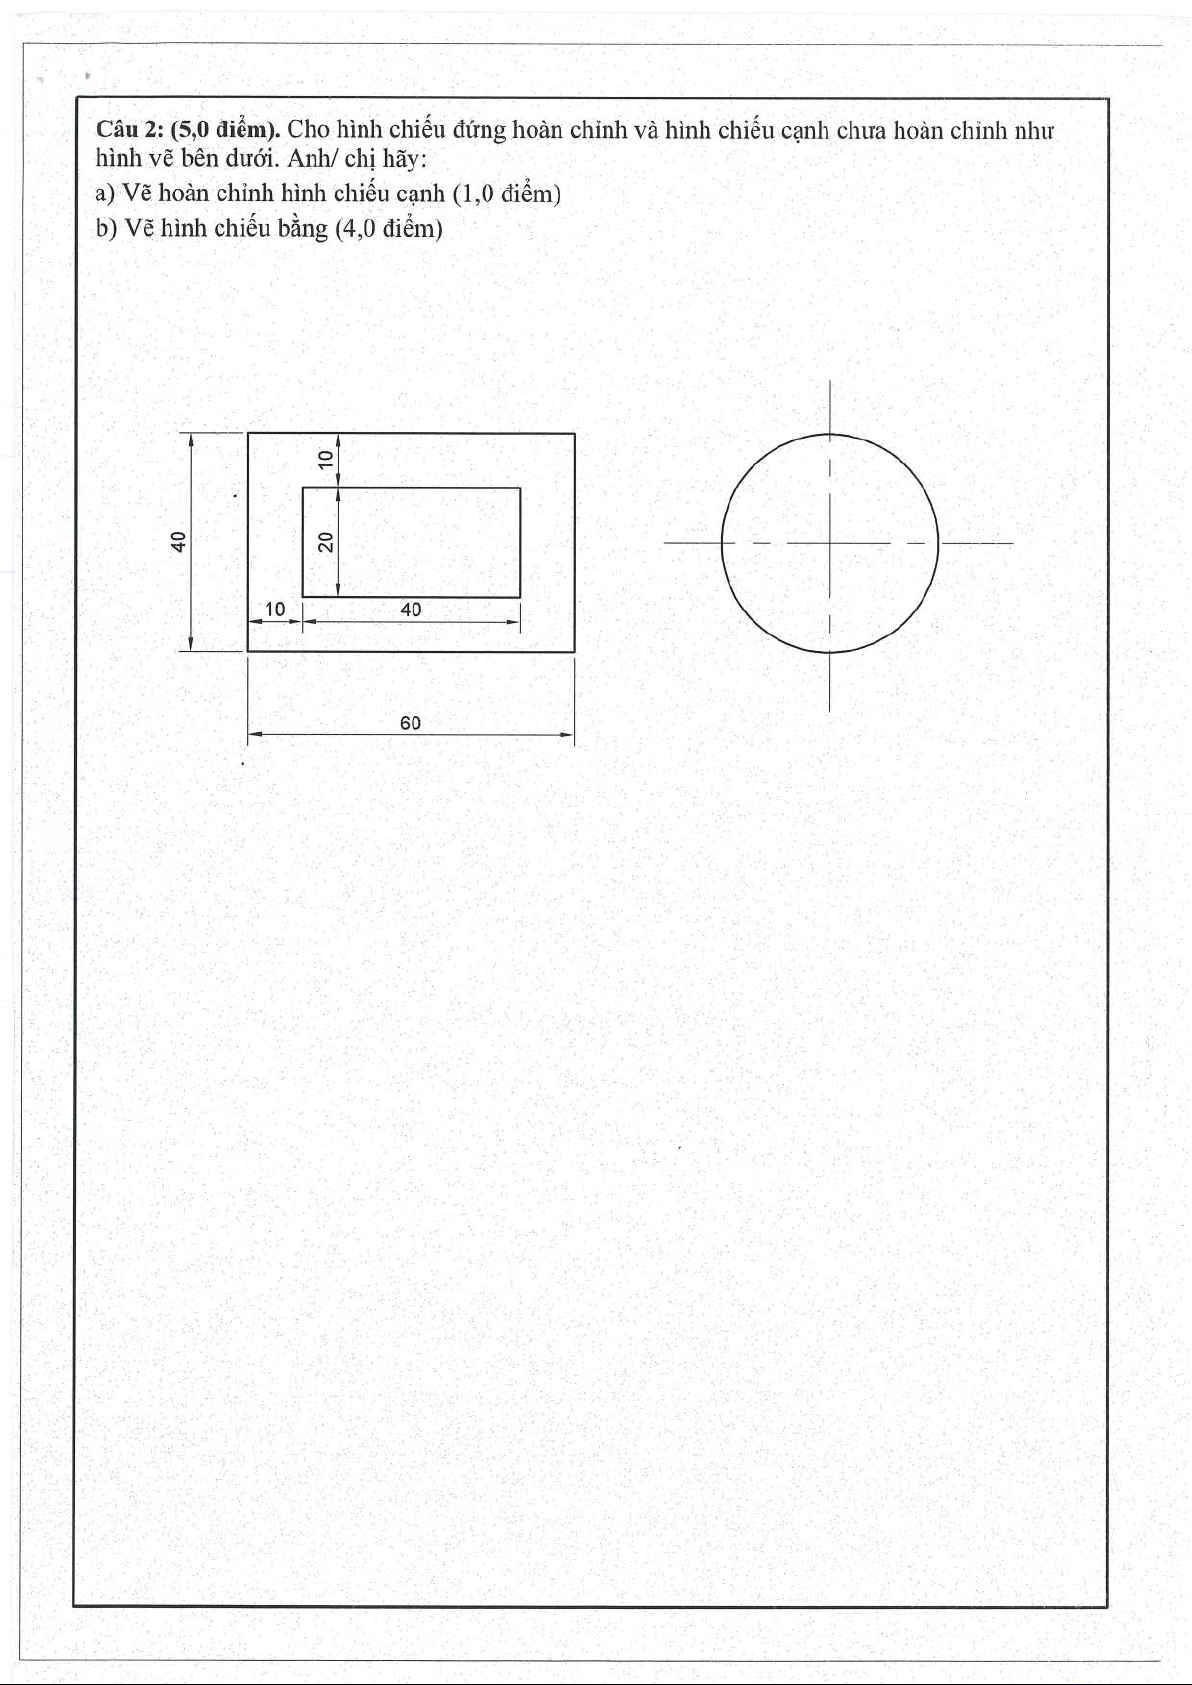 Câu 2: (5,0 điểm). Cho hình chiếu đứng hoàn chỉnh và hình chiếu cạnh chưa hoàn chỉnh như
hình vẽ bên dưới. Anh/ chị hãy:
a) Vẽ hoàn chỉnh hình chiếu cạnh (1,0 điểm)
b) Vẽ hình chiếu bằng (4,0 điểm)
10
40
20
10
40
60